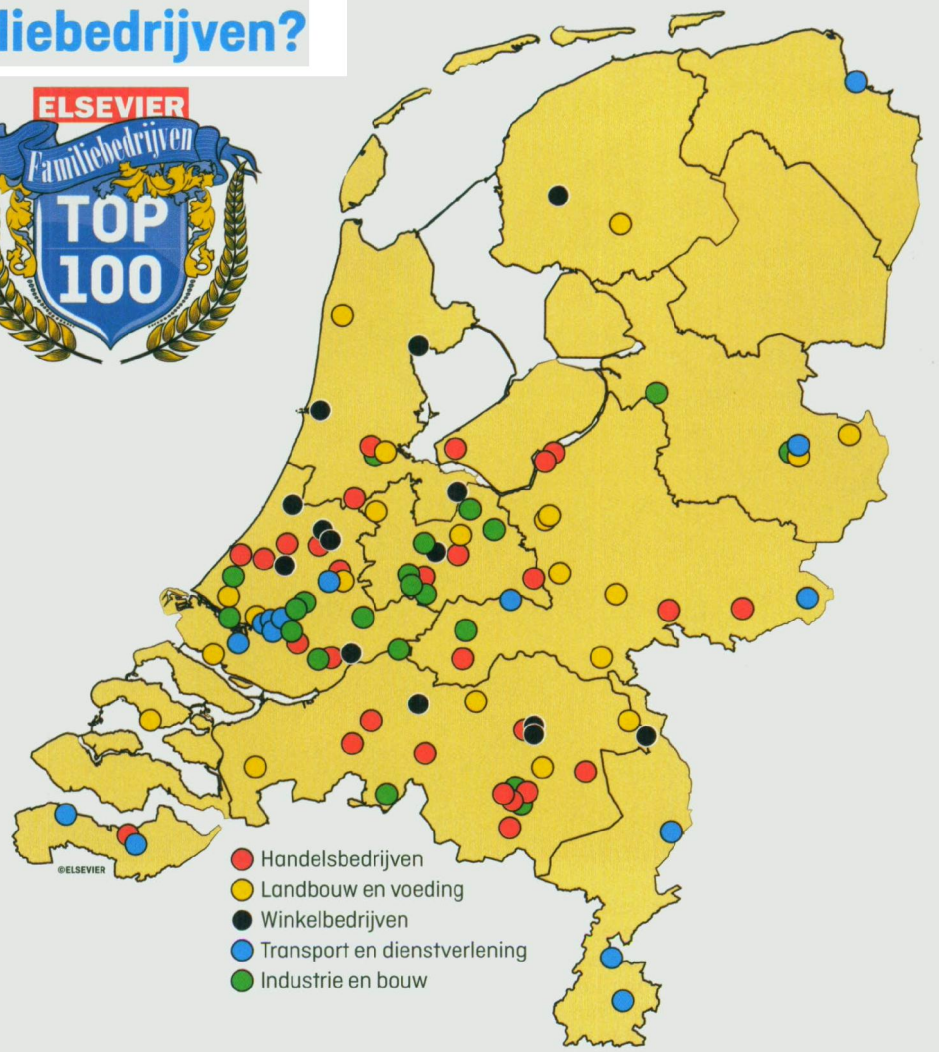 liebedrijven?
ELSEVIER
Familiebedrijven
TOP
100
©ELSEVIER
Handelsbedrijven
Landbouw en voeding
Winkelbedrijven
Transport en dienstverlening
Industrie en bouw